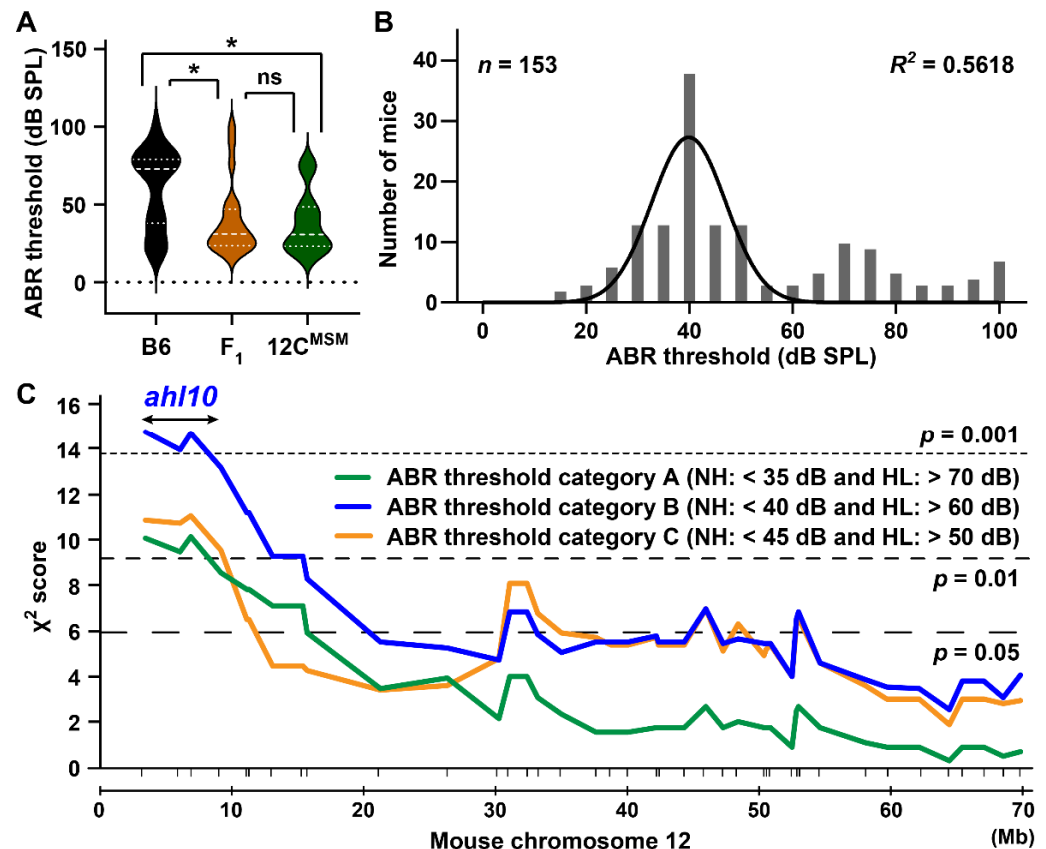 A
ABR threshold (dB SPL)
150
100
50
0
*
*
ns
B6
F1
12CMSM
B
Number of mice
40
30
20
10
0
n = 153
R2 = 0.5618
0
20
40
60
80
100
ABR threshold (dB SPL)
C
ahl10
χ2 score
16
14
12
10
8
6
4
2
0
p = 0.001
ABR threshold category A (NH: < 35 dB and HL: > 70 dB)
ABR threshold category B (NH: < 40 dB and HL: > 60 dB)
ABR threshold category C (NH: < 45 dB and HL: > 50 dB)
p = 0.01
p = 0.05
0
10
20
30
40
50
60
70
Mouse chromosome 12
(Mb)